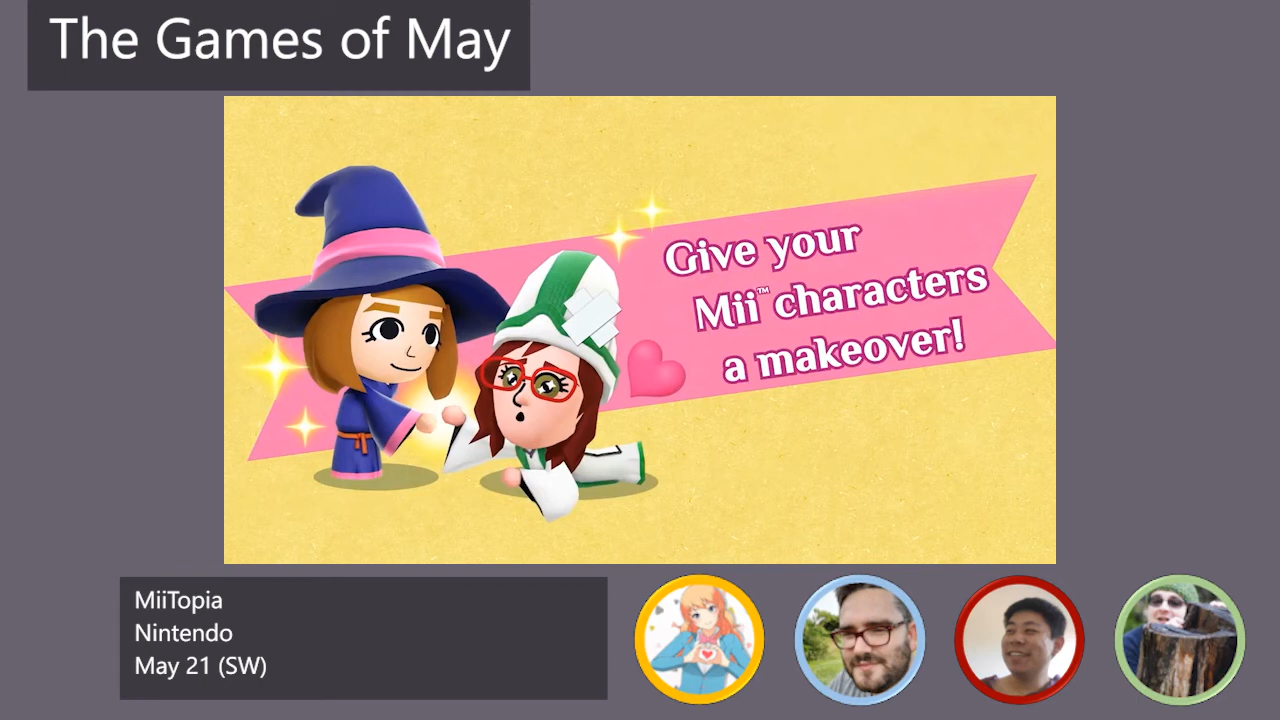 The Games of May
Give your
Mii™ characters
a makeover!
MiiTopia
Nintendo
May 21 (SW)